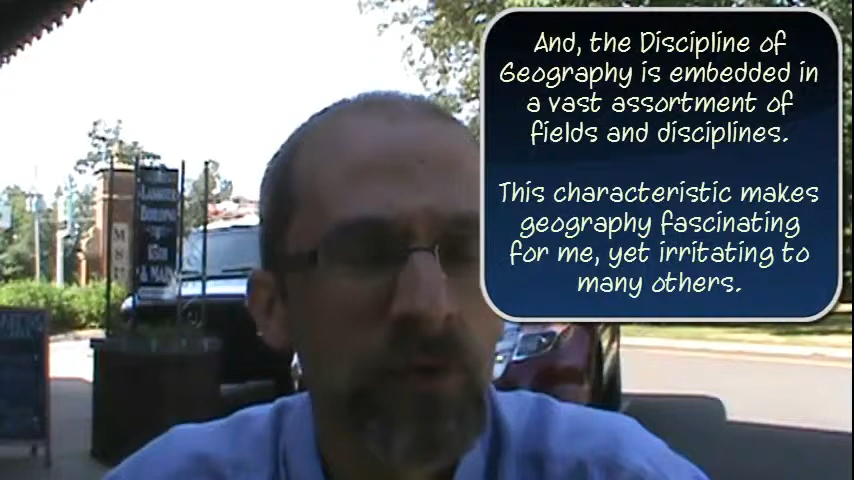 And, the Discipline of
Geography is embedded in
a vast assortment of
fields and disciplines.
This characteristic makes
geography fascinating
for me, yet irritating to
many others.